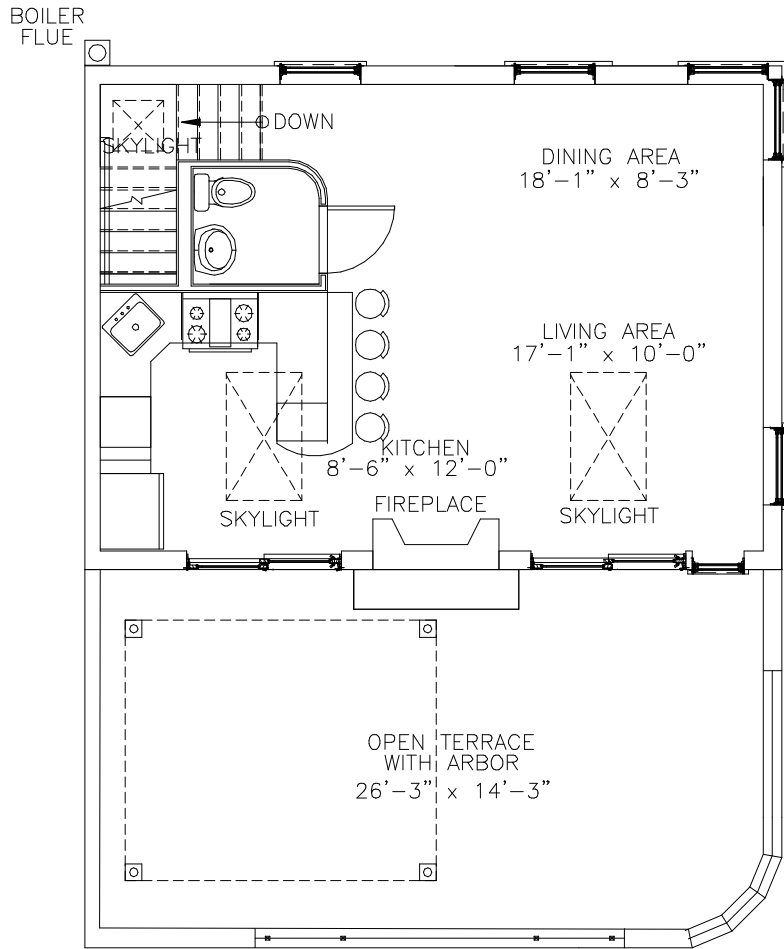 BOILER
FLUE
DOWN
SKYLIGHT
DINING AREA
18'-1" x 8'-3"
LIVING AREA
17'-1" x 10'-0"
KITCHEN
8'-6" x 12'-0"
FIREPLACE
SKYLIGHT
SKYLIGHT
OPEN TERRACE
WITH ARBOR
26'-3" x 14'-3"